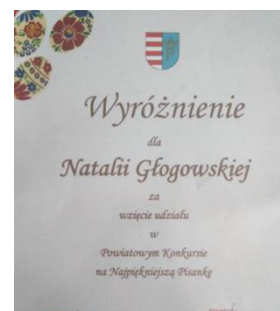 Wyróżnienie
dla
Natalii Głogowskiej
za
wzięcie udziału
w
Powiatowym Konkursie
na Najpiękniejszą Pisankę